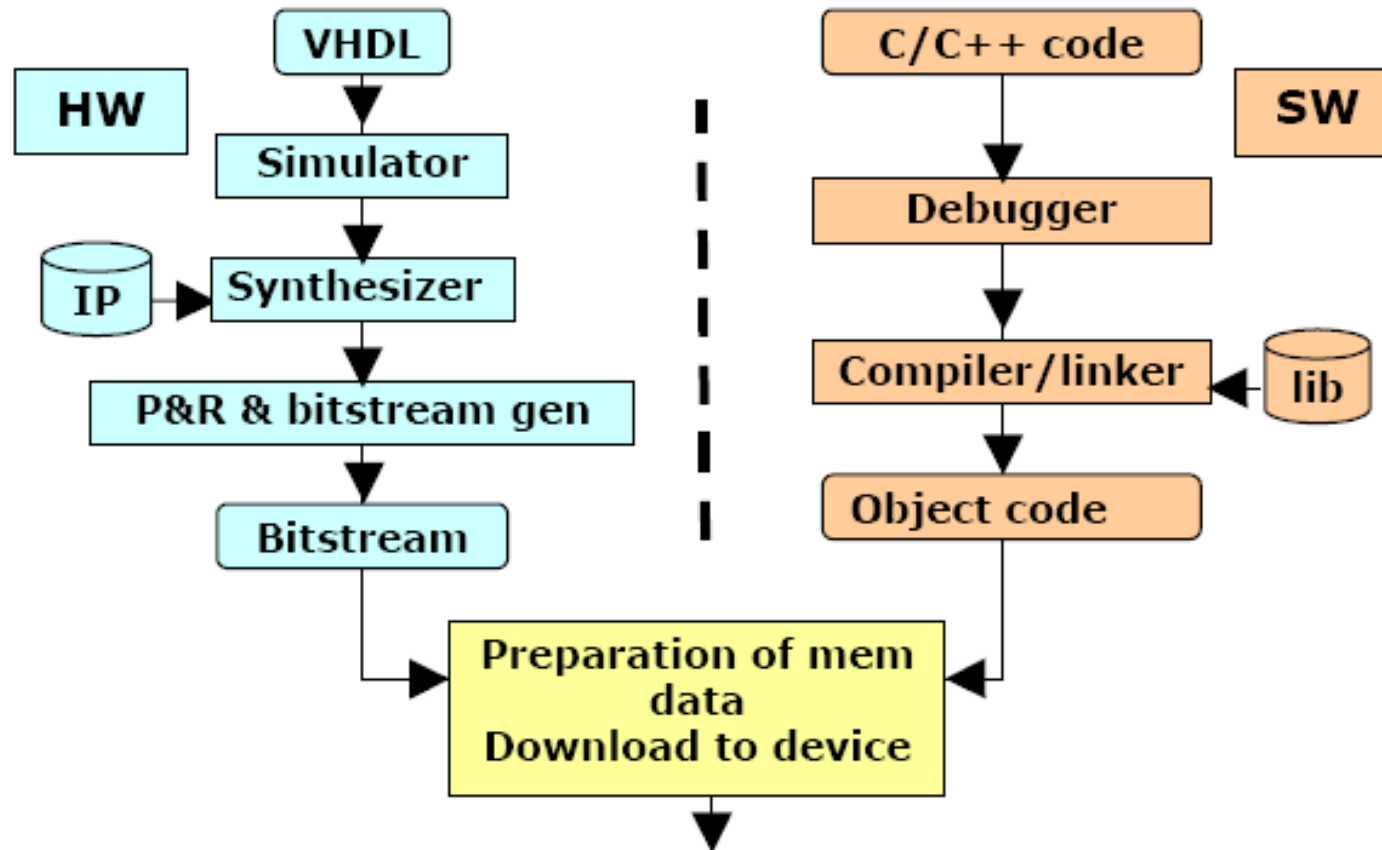 VHDL
HW
Simulator
IP
Synthesizer
P&R & bitstream gen
Bitstream
C/C++ code
SW
Debugger
Compiler/linker
lib
Object code
Preparation of mem
data
Download to device